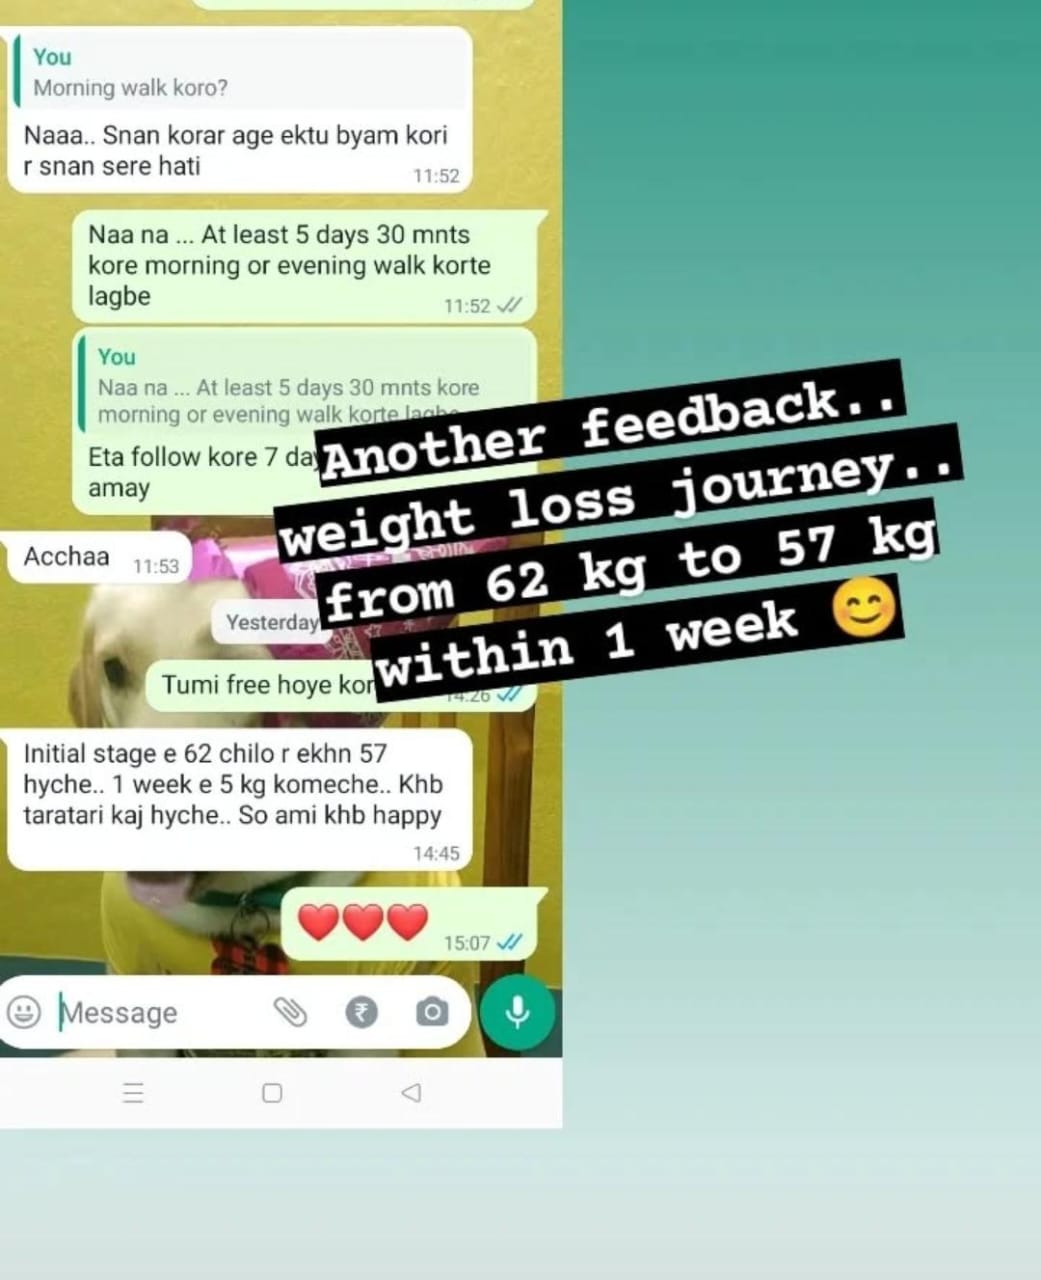 You
Morning walk koro?
Naaa.. Snan korar age ektu byam kori
r snan sere hati
11:52
Naa na ... At least 5 days 30 mnts
kore morning or evening walk korte
lagbe
11:52
You
Naa na ... At least 5 days 30 mnts kore
morning or evening walk korte lagbe
Eta follow kore 7
amay
Another feedback..
weight loss journey..
from 62 kg to 57 kg
within 1 week 😊
Acchaa
11:53
Yesterday
Tumi free hoye
14:26
Initial stage e 62 chilo r ekhn 57
hyche.. 1 week e 5 kg komeche.. Khb
taratari kaj hyche.. So ami khb happy
14:45
❤️❤️❤️
15:07
Message